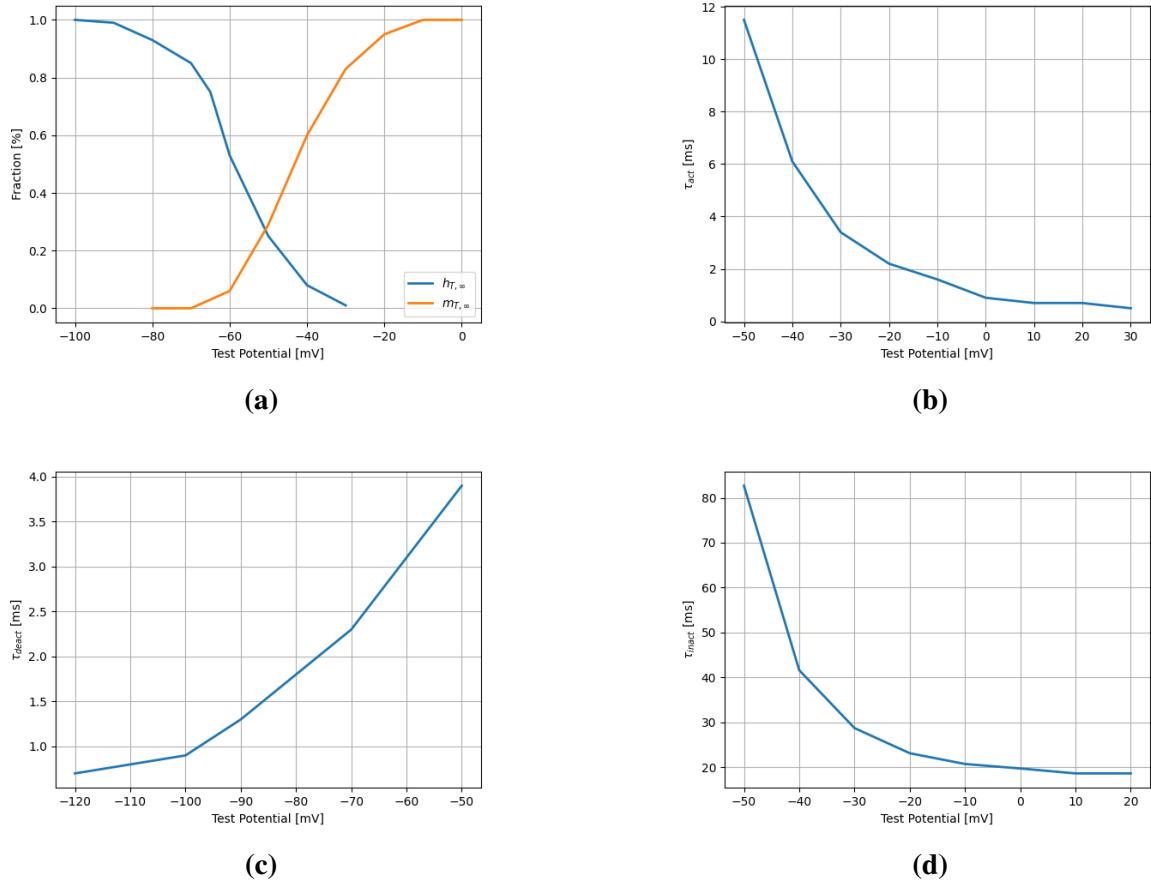 1.0
0.8
0.6
0.4
0.2
0.0
Fraction [%]
h_{T,∞}
m_{T,∞}
−100 −80 −60 −40 −20 0
Test Potential [mV]
(a)
12
10
8
6
4
2
0
τ_{act} [ms]
−50 −40 −30 −20 −10 0 10 20 30
Test Potential [mV]
(b)
4.0
3.5
3.0
2.5
2.0
1.5
1.0
τ_{deact} [ms]
−120 −110 −100 −90 −80 −70 −60 −50
Test Potential [mV]
(c)
80
70
60
50
40
30
20
τ_{inact} [ms]
−50 −40 −30 −20 −10 0 10 20
Test Potential [mV]
(d)